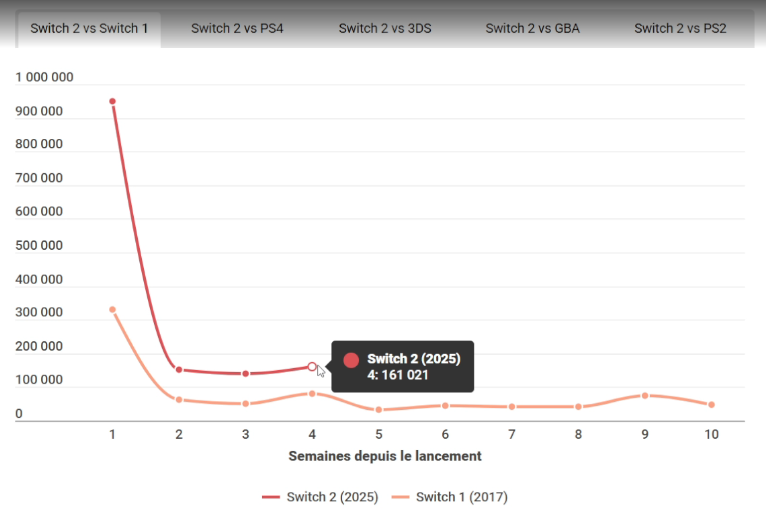 Switch 2 vs Switch 1 Switch 2 vs PS4 Switch 2 vs 3DS Switch 2 vs GBA Switch 2 vs PS2
1 000 000
900 000
800 000
700 000
600 000
500 000
400 000
300 000
200 000
100 000
0
Switch 2 (2025)
4: 161 021
1 2 3 4 5 6 7 8 9 10
Semaines depuis le lancement
Switch 2 (2025) Switch 1 (2017)